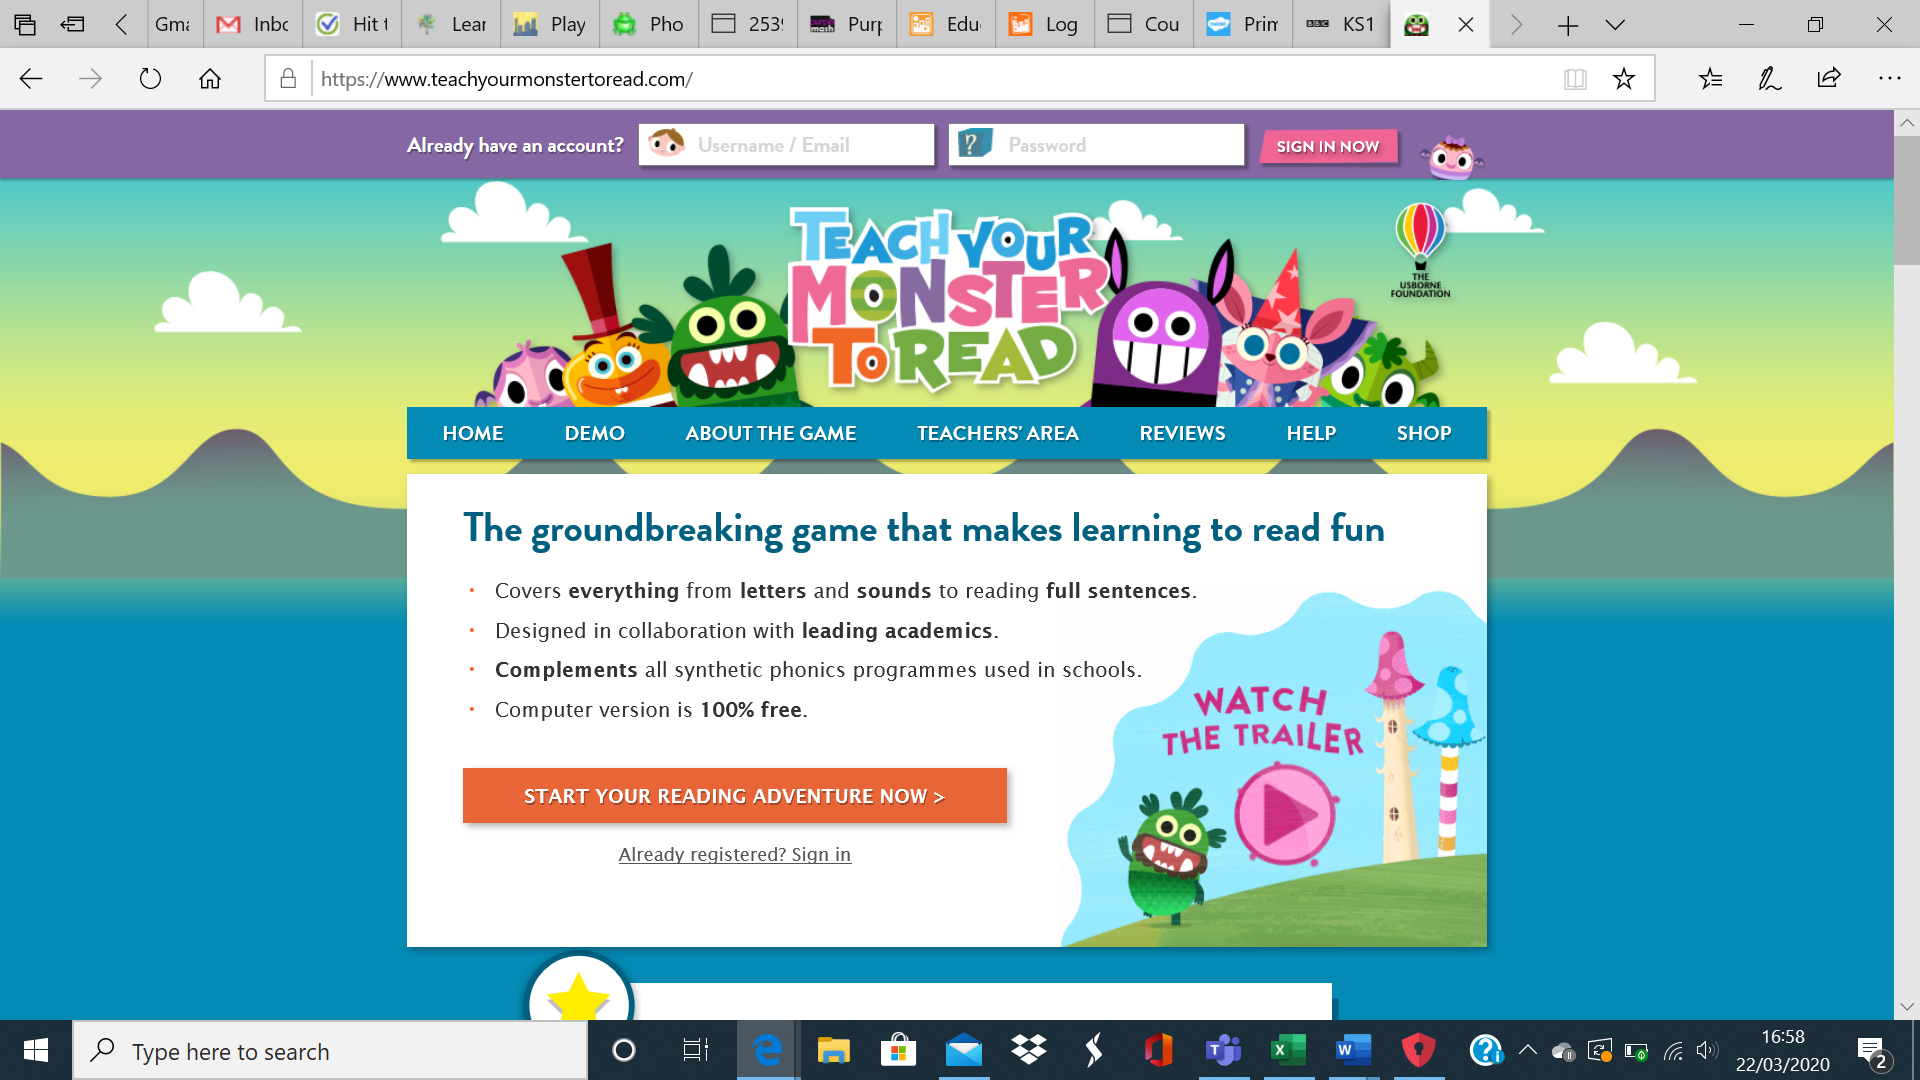 Gma
Inbc
Hit t
Lear
Play
Pho
Purp
Edu
Log
Cou
Prin
BBC
KS1
https://www.teachyourmonstertoread.com/
Already have an account?
Username / Email
?
Password
SIGN IN NOW
TEACH YOUR
MONSTER
TO READ
THE
USBORNE
FOUNDATION
HOME
DEMO
ABOUT THE GAME
TEACHERS' AREA
REVIEWS
HELP
SHOP
The groundbreaking game that makes learning to read fun
Covers everything from letters and sounds to reading full sentences.
Designed in collaboration with leading academics.
Complements all synthetic phonics programmes used in schools.
Computer version is 100% free.
WATCH
THE TRAILER
START YOUR READING ADVENTURE NOW >
Already registered? Sign in
Type here to search
16:58
22/03/2020
2